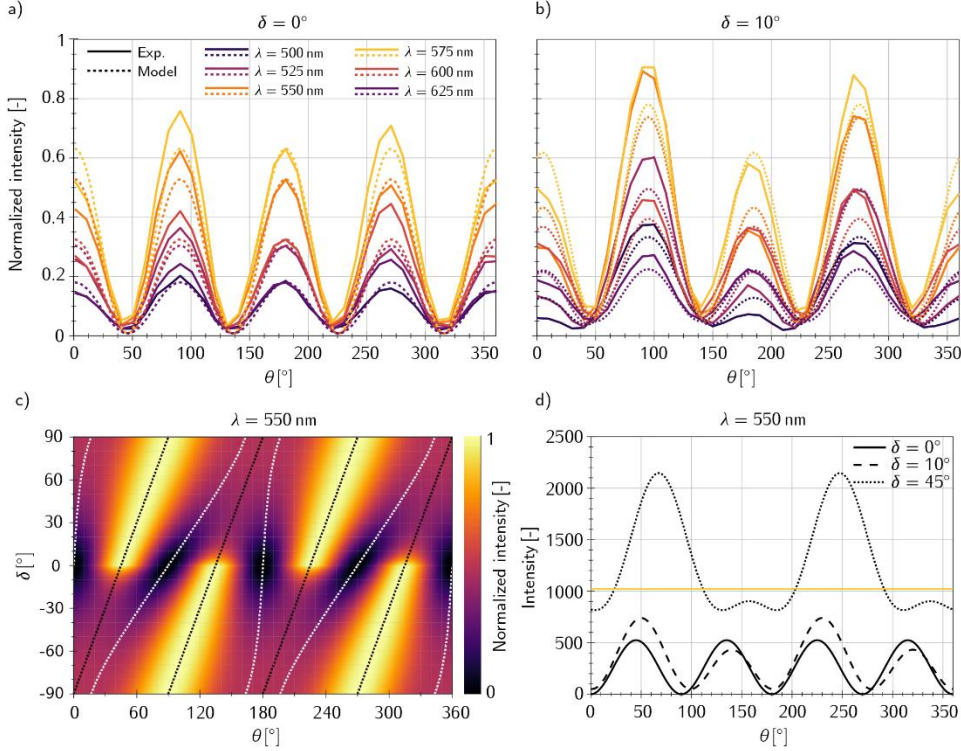 a)
δ = 0°
1
0.8
0.6
0.4
0.2
0
Normalized intensity [-]
Exp.
Model
λ = 500 nm
λ = 525 nm
λ = 550 nm
λ = 575 nm
λ = 600 nm
λ = 625 nm
0 50 100 150 200 250 300 350
θ [°]
b)
δ = 10°
0 50 100 150 200 250 300 350
θ [°]
c)
λ = 550 nm
90
60
30
0
-30
-60
-90
δ [°]
0 60 120 180 240 300 360
θ [°]
1
0
Normalized intensity [-]
d)
λ = 550 nm
2500
2000
1500
1000
500
0
Intensity [-]
δ = 0°
δ = 10°
δ = 45°
0 50 100 150 200 250 300 350
θ [°]